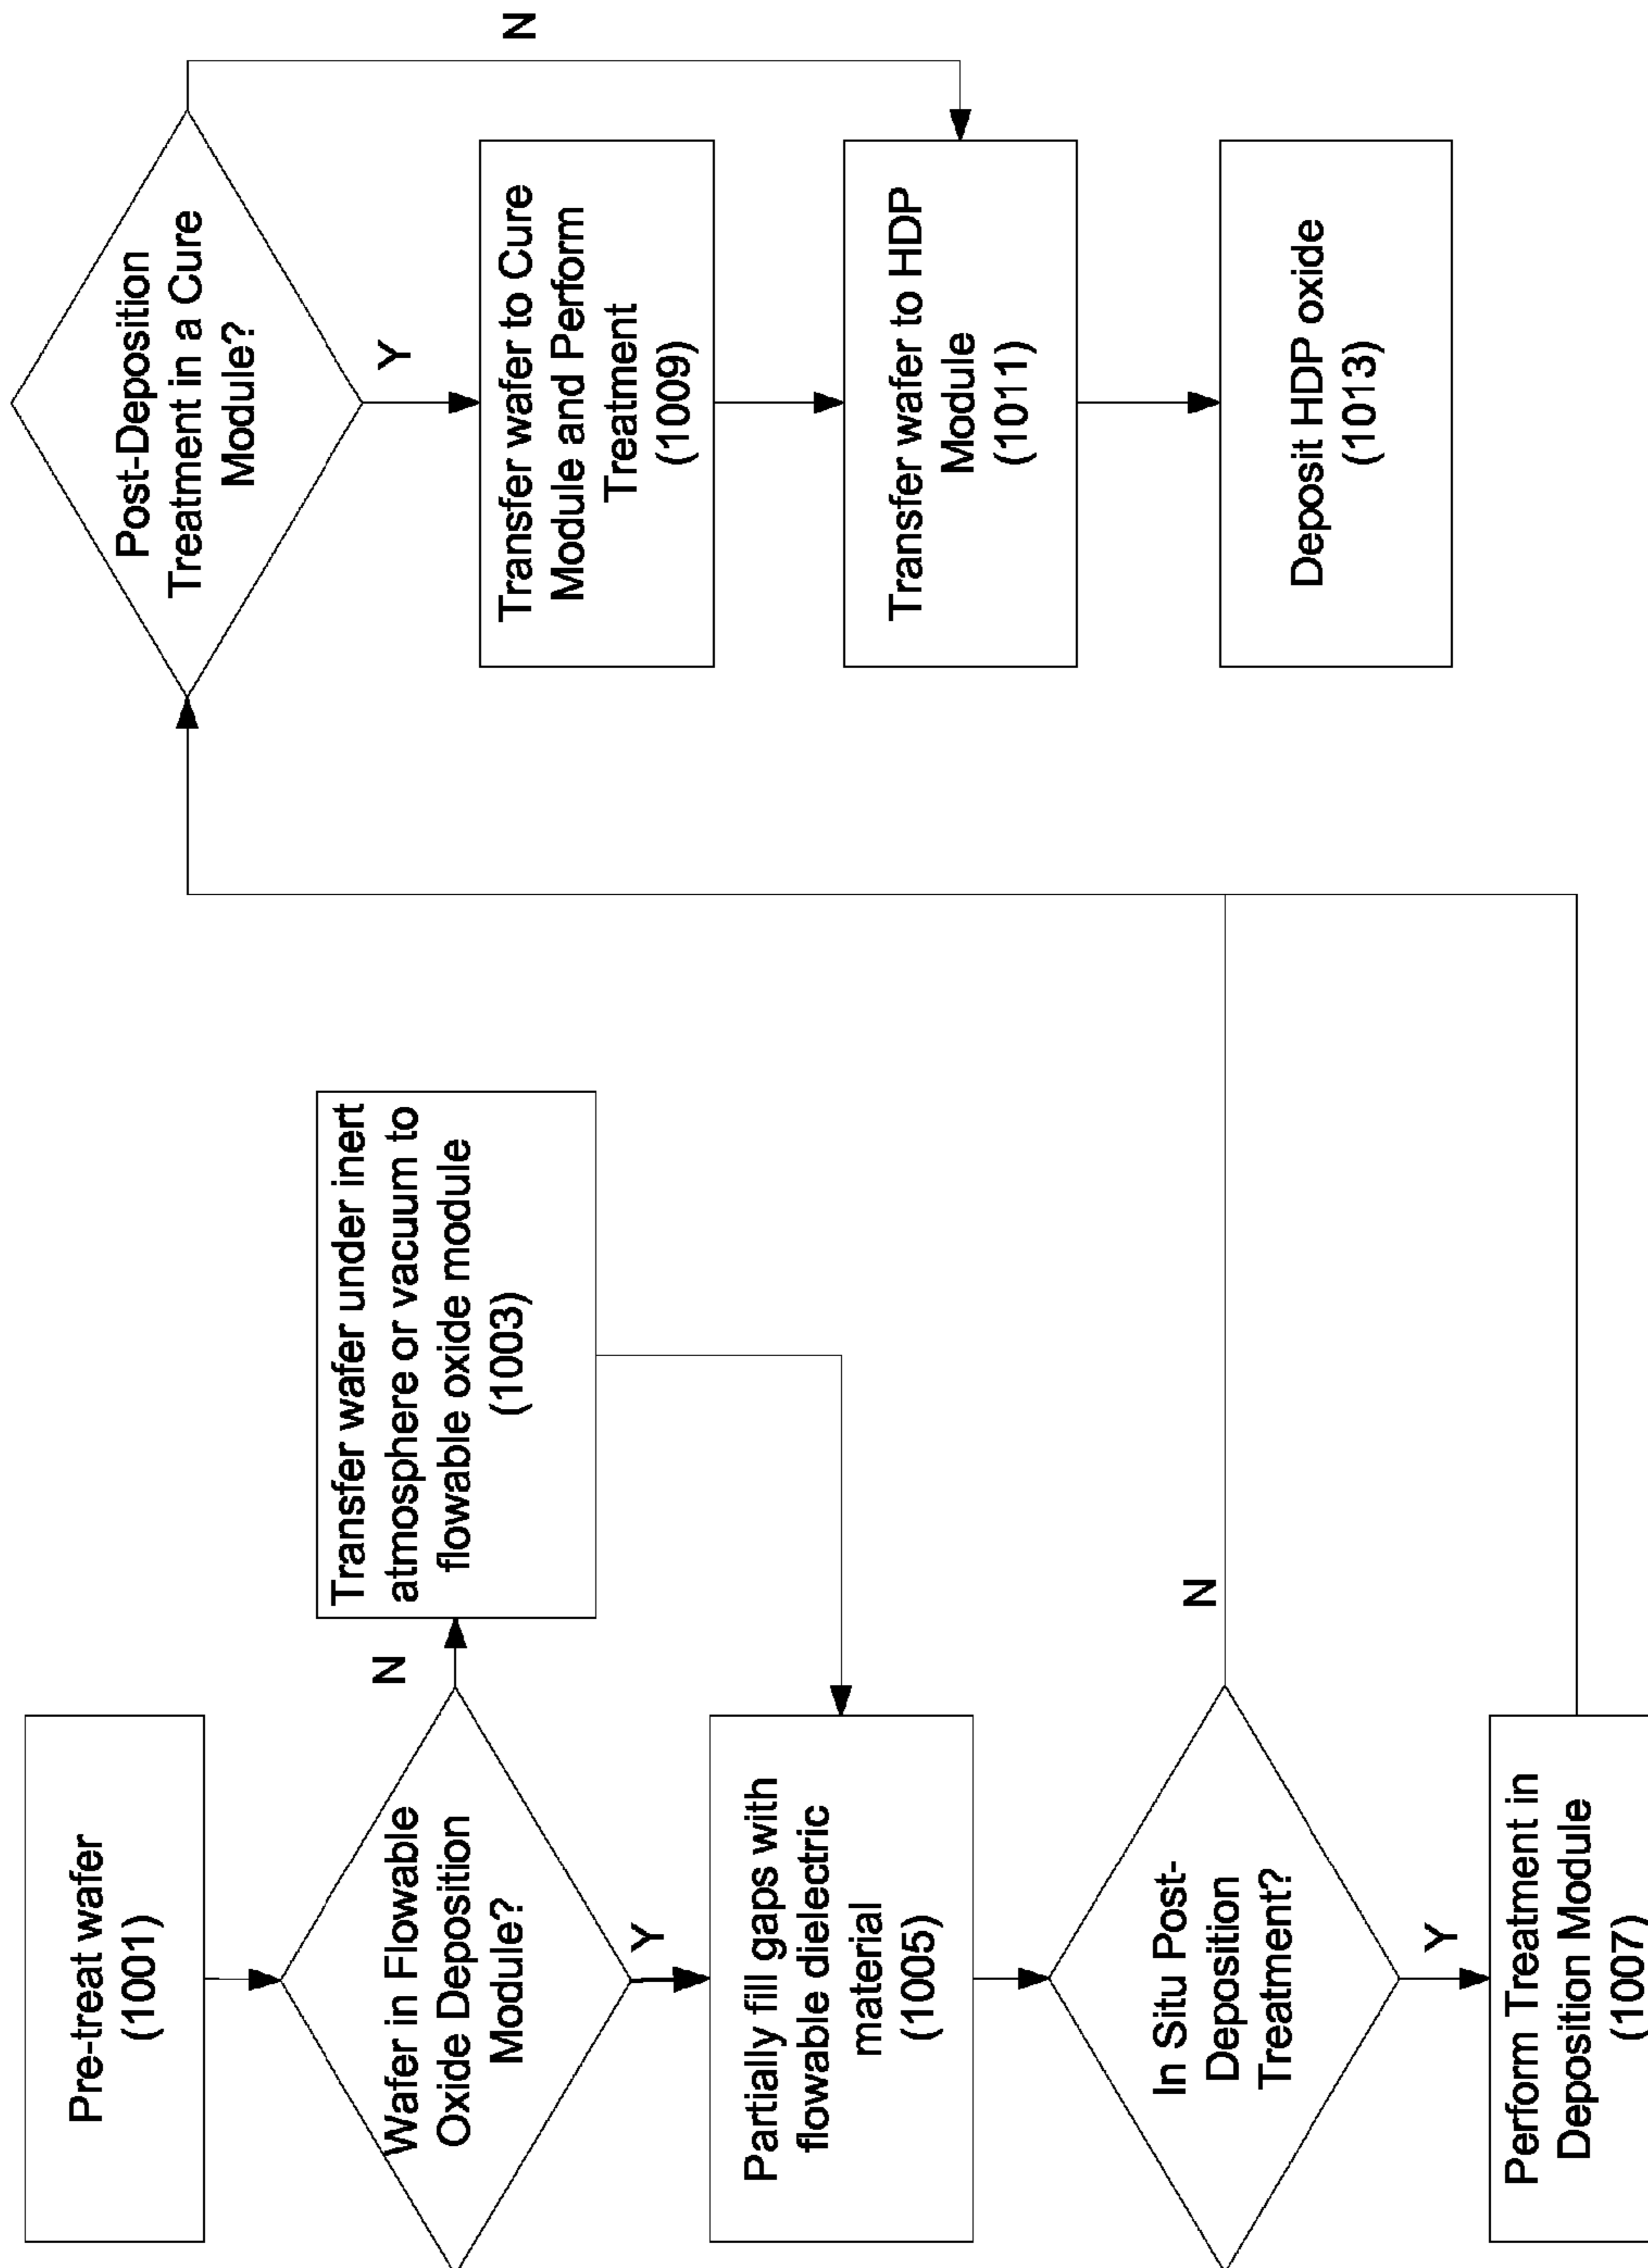 Pre-treat wafer
(1001)
Wafer in Flowable
Oxide Deposition
Module?
N
Transfer wafer under inert
atmosphere or vacuum to
flowable oxide module
(1003)
Y
Partially fill gaps with
flowable dielectric
material
(1005)
In Situ Post-
Deposition
Treatment?
N
Y
Perform Treatment in
Deposition Module
(1007)
Post-Deposition
Treatment in a Cure
Module?
N
Y
Transfer wafer to Cure
Module and Perform
Treatment
(1009)
Transfer wafer to HDP
Module
(1011)
Deposit HDP oxide
(1013)